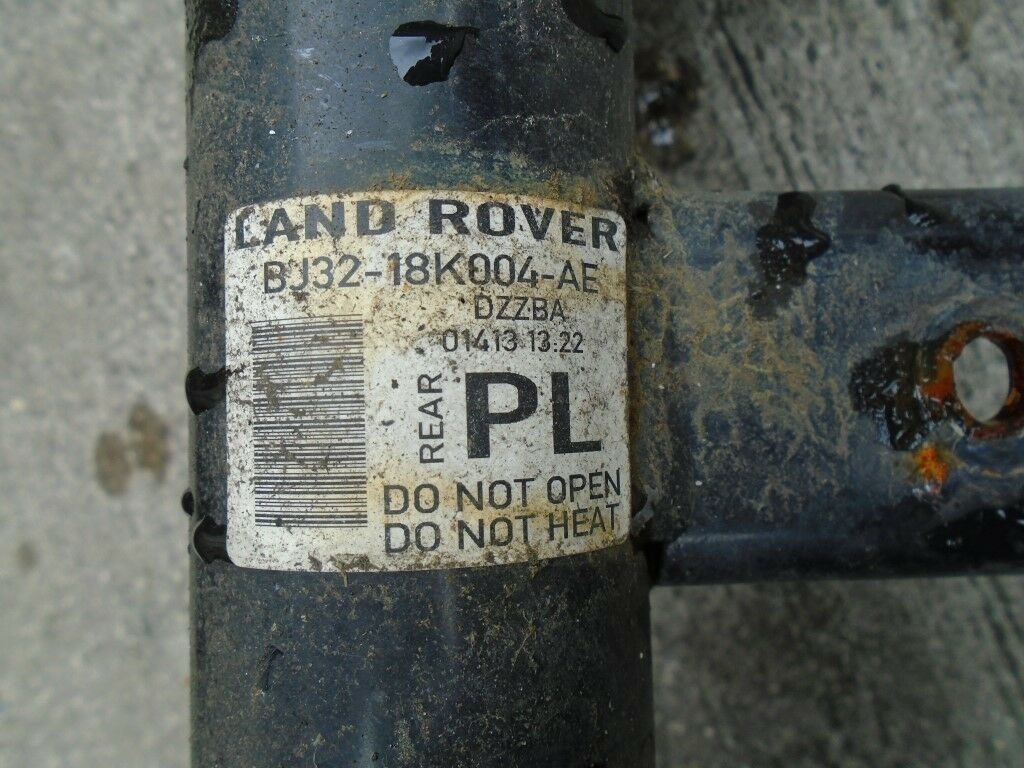 LAND ROVER
BJ32-18K004-AE
DZZBA
01413 13:22
REAR
PL
DO NOT OPEN
DO NOT HEAT